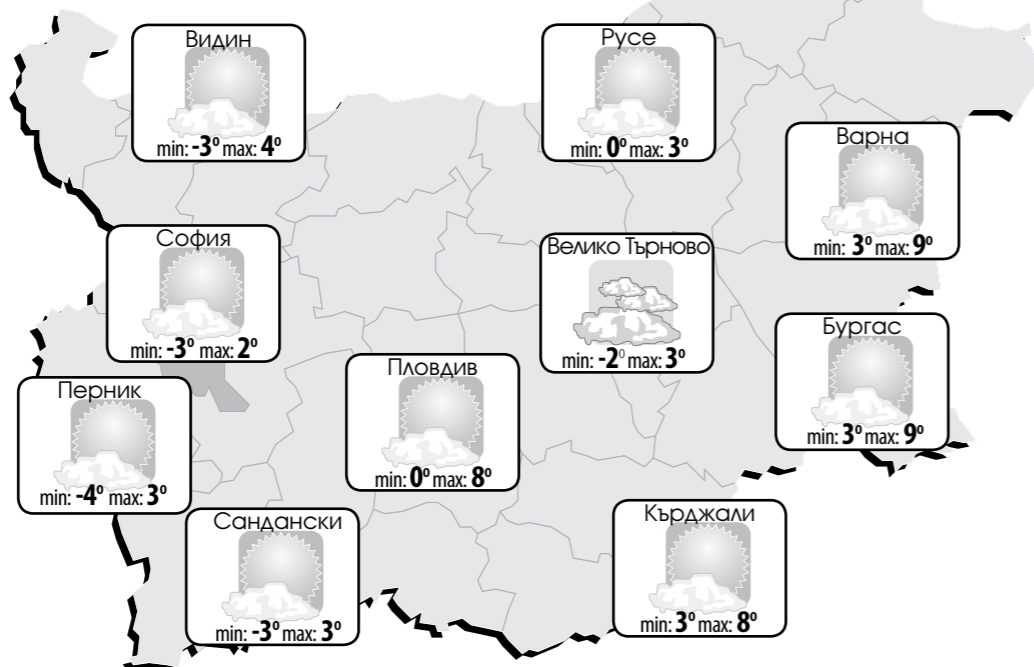 Видин
min: -3° max: 4°
Русе
min: 0° max: 3°
Варна
min: 3° max: 9°
София
min: -3° max: 2°
Велико Търново
min: -2° max: 3°
Бургас
min: 3° max: 9°
Пловдив
min: 0° max: 8°
Перник
min: -4° max: 3°
Сандански
min: -3° max: 3°
Кърджали
min: 3° max: 8°